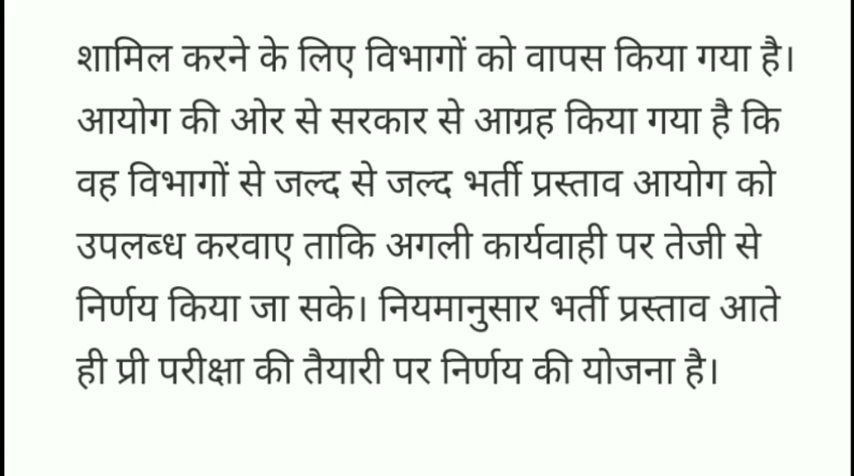 शामिल करने के लिए विभागों को वापस किया गया है।
आयोग की ओर से सरकार से आग्रह किया गया है कि
वह विभागों से जल्द से जल्द भर्ती प्रस्ताव आयोग को
उपलब्ध करवाए ताकि अगली कार्यवाही पर तेजी से
निर्णय किया जा सके। नियमानुसार भर्ती प्रस्ताव आते
ही प्री परीक्षा की तैयारी पर निर्णय की योजना है।